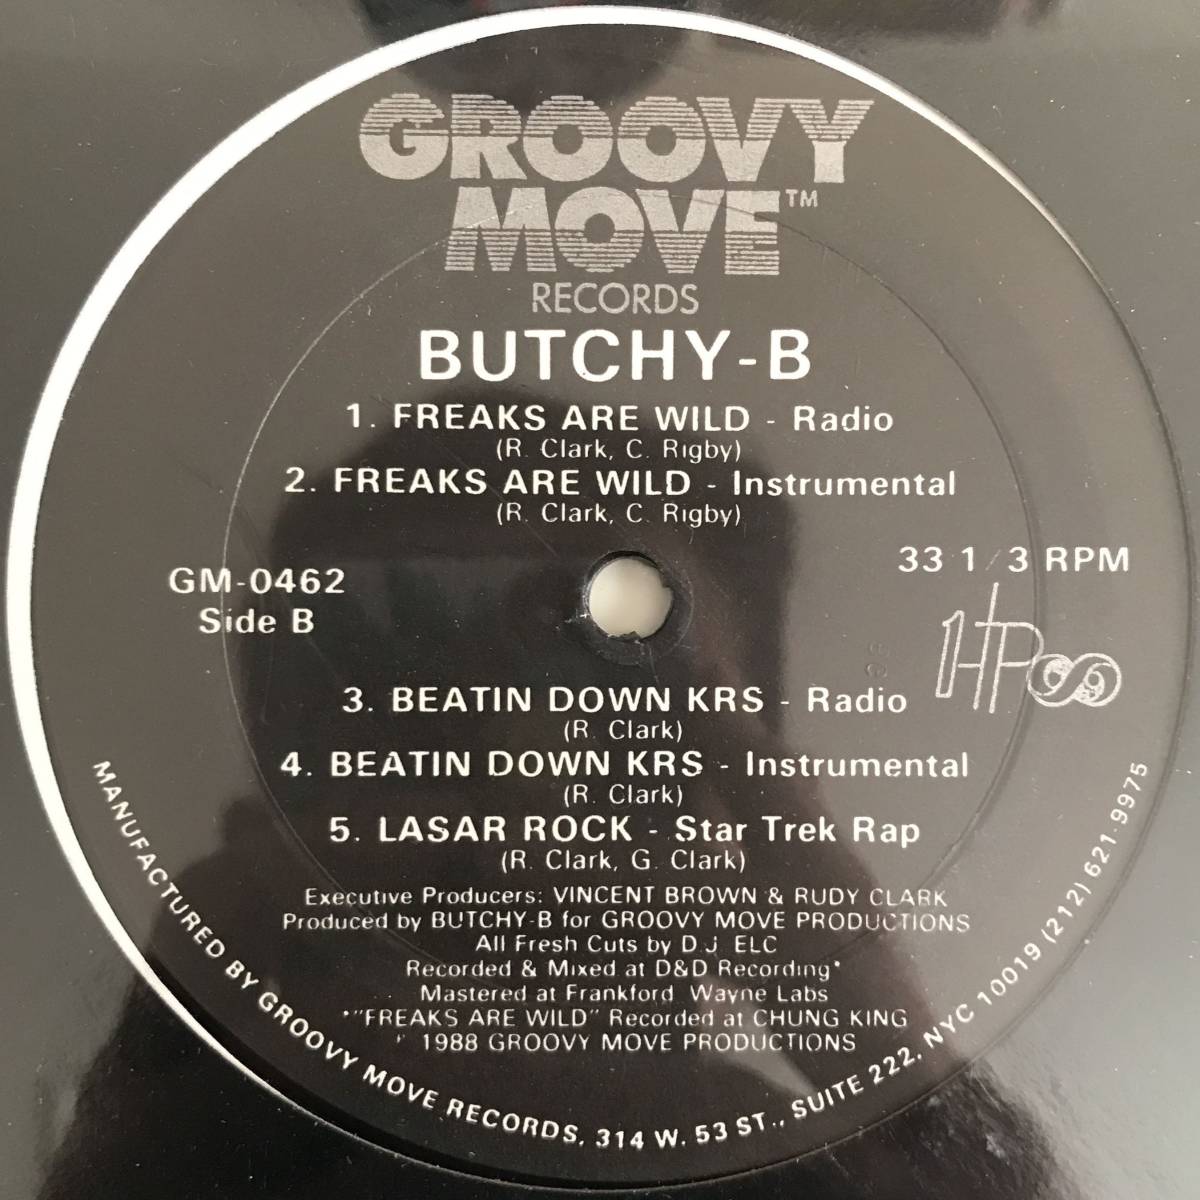 GROOVY
MOVE™
RECORDS
BUTCHY-B
1. FREAKS ARE WILD - Radio
(R. Clark, C. Rigby)
2. FREAKS ARE WILD - Instrumental
(R. Clark, C. Rigby)
GM-0462
Side B
33 1/3 RPM
3. BEATIN DOWN KRS - Radio
(R. Clark)
4. BEATIN DOWN KRS - Instrumental
(R. Clark)
5. LASAR ROCK - Star Trek Rap
(R. Clark, G. Clark)
Executive Producers: VINCENT BROWN & RUDY CLARK
Produced by BUTCHY-B for GROOVY MOVE PRODUCTIONS
All Fresh Cuts by D.J. ELC
Recorded & Mixed at D&D Recording*
Mastered at Frankford Wayne Labs
*"FREAKS ARE WILD" Recorded at CHUNG KING
1988 GROOVY MOVE PRODUCTIONS
MANUFACTURED BY GROOVY MOVE RECORDS, 314 W. 53 ST., SUITE 222, NYC 10019 (212) 621-9975